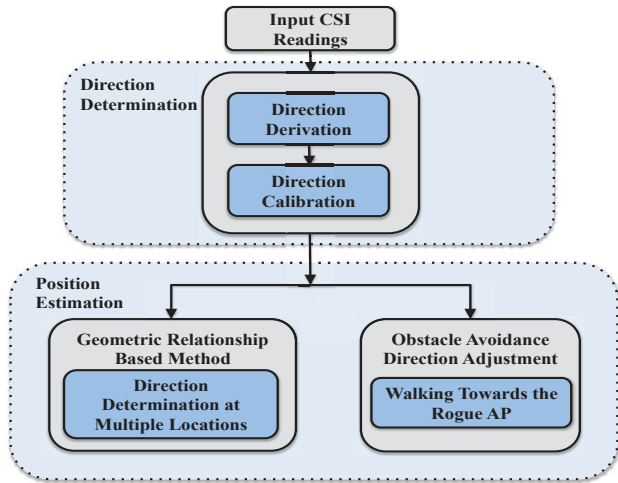 Input CSI
Readings
Direction
Determination
Direction
Derivation
Direction
Calibration
Position
Estimation
Geometric Relationship
Based Method
Direction
Determination at
Multiple Locations
Obstacle Avoidance
Direction Adjustment
Walking Towards the
Rogue AP